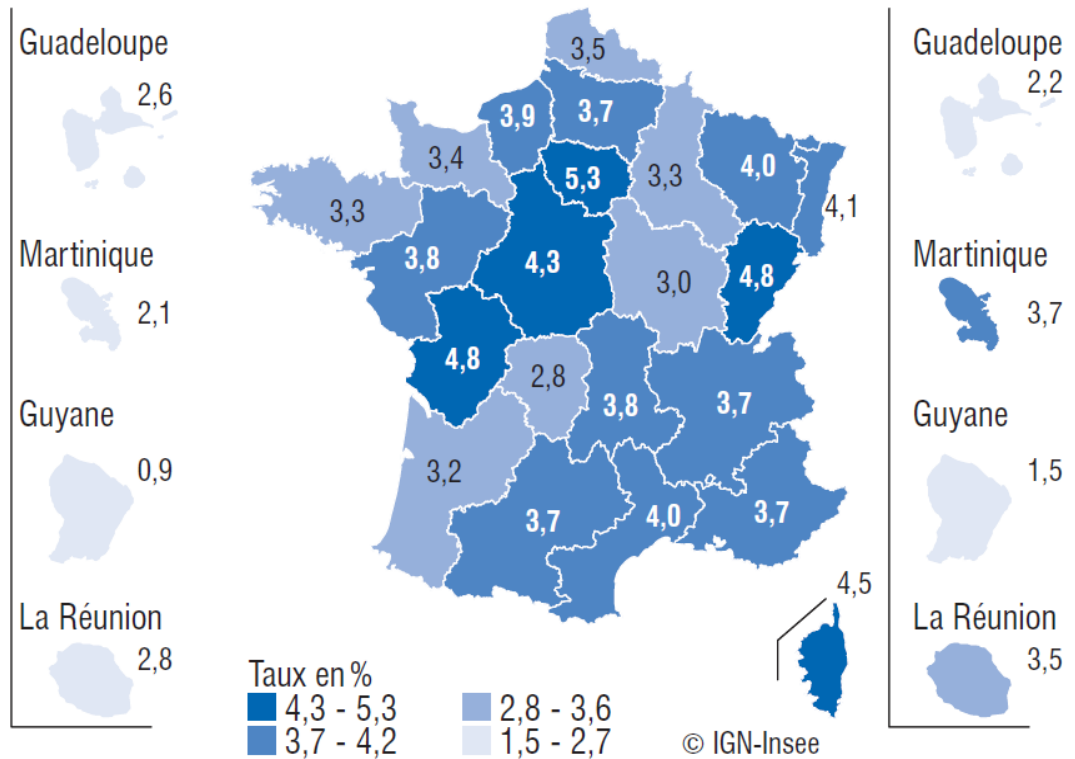 Guadeloupe
2,6
Martinique
2,1
Guyane
0,9
La Réunion
2,8
3,5
3,9
3,7
3,4
5,3
3,3
4,0
4,1
3,3
3,8
4,3
3,0
4,8
4,8
2,8
3,8
3,7
3,2
3,7
4,0
3,7
4,5
Taux en %
4,3 - 5,3
2,8 - 3,6
3,7 - 4,2
1,5 - 2,7
© IGN-Insee
Guadeloupe
2,2
Martinique
3,7
Guyane
1,5
La Réunion
3,5